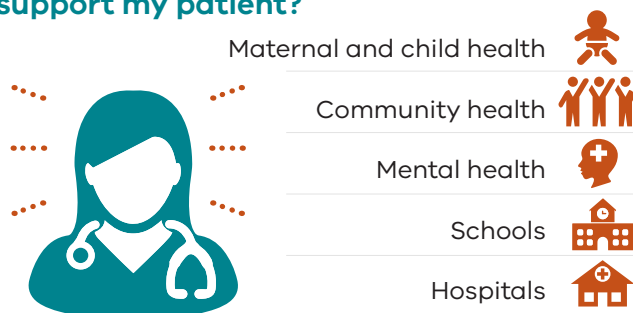 support my patient?
Maternal and child health
Community health
Mental health
Schools
Hospitals